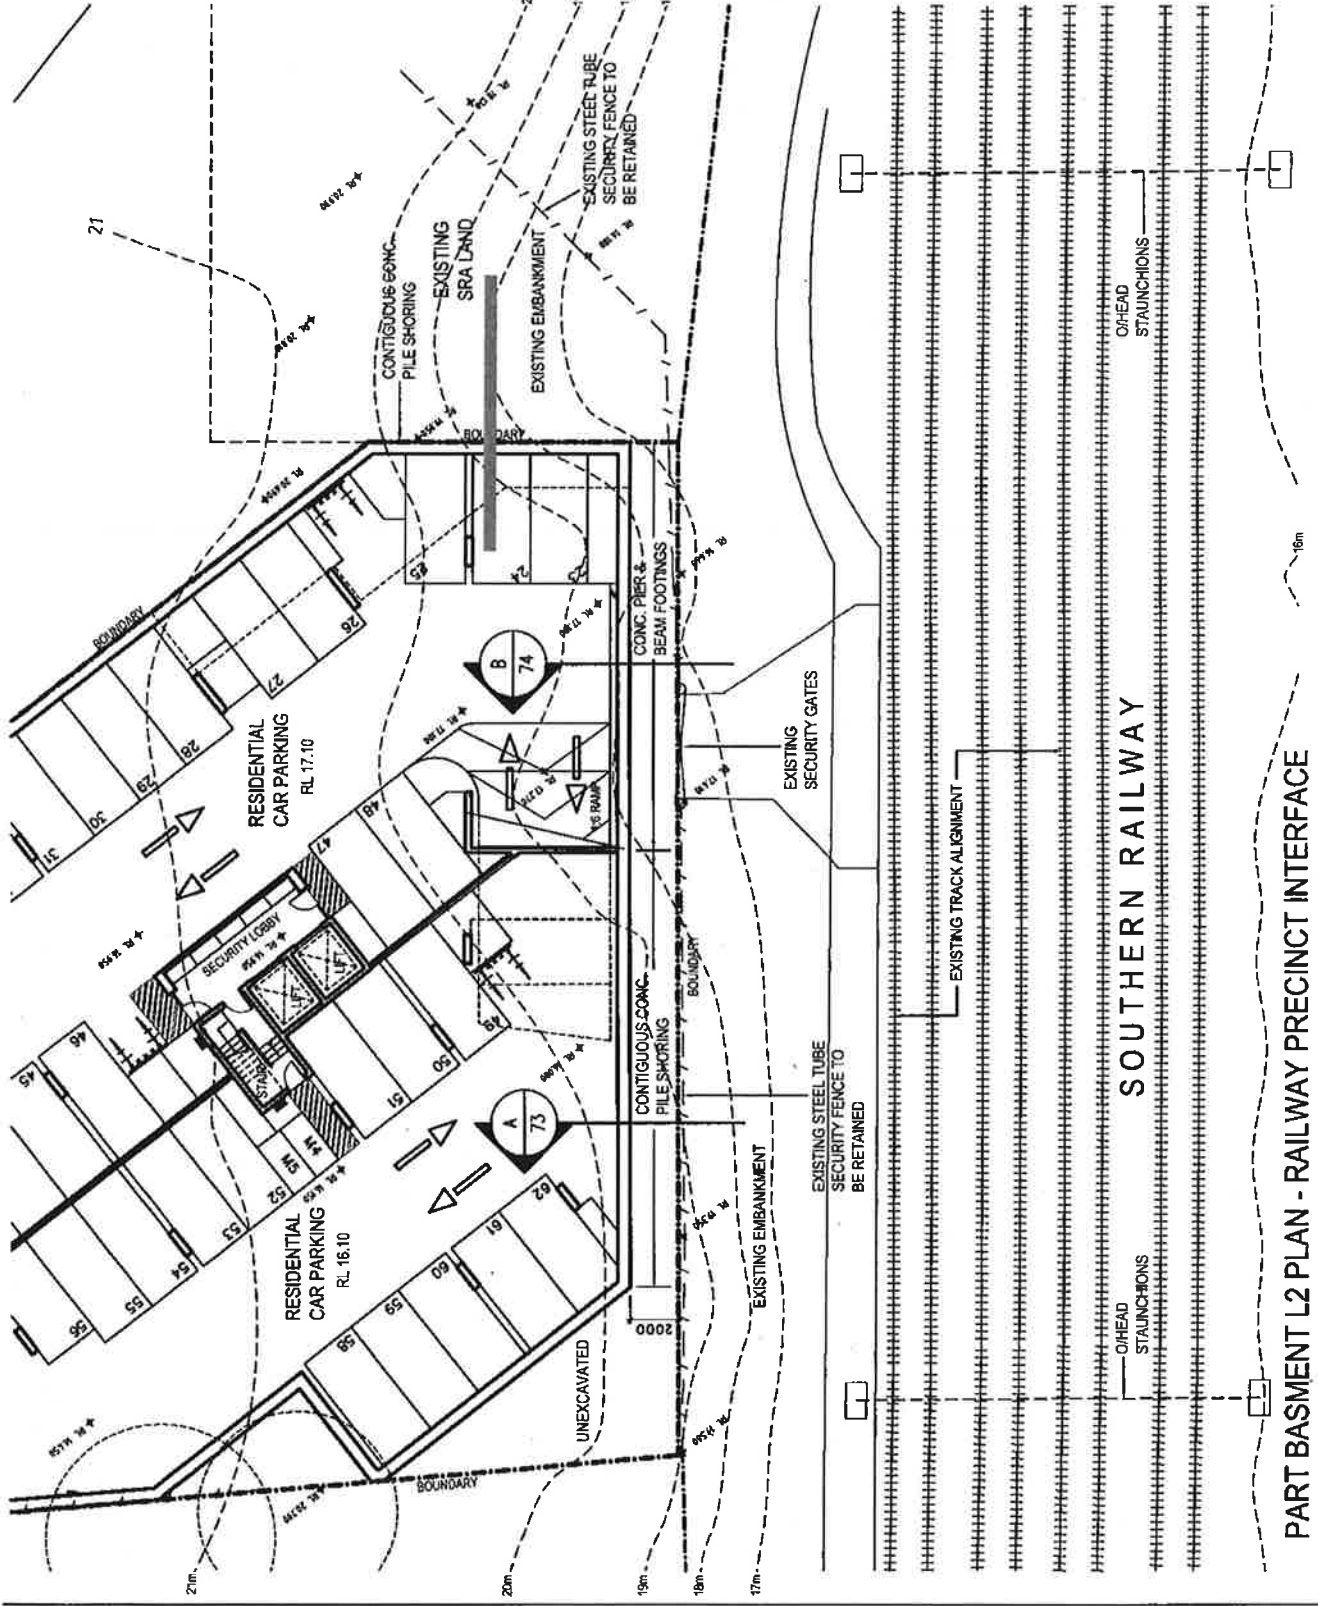 21
EXISTING STEEL TUBE
SECURITY FENCE TO
BE RETAINED
CONTIGUOUS CONC.
PILE SHORING
EXISTING
SRA LAND
EXISTING EMBANKMENT
BOUNDARY
BOUNDARY
RESIDENTIAL
CAR PARKING
RL 17.10
23
24
25
26
27
28
29
30
31
CONC. PIER &
BEAM FOOTINGS
B
74
RAMP
47
48
SECURITY LOBBY
LIFT
LIFT
STAIR
45
46
49
50
51
M4
M5
52
53
54
55
56
RESIDENTIAL
CAR PARKING
RL 16.10
A
73
58
59
60
61
62
UNEXCAVATED
BOUNDARY
2000
CONTIGUOUS CONC.
PILE SHORING
BOUNDARY
EXISTING SECURITY GATES
EXISTING STEEL TUBE
SECURITY FENCE TO
BE RETAINED
EXISTING EMBANKMENT
21m
20m
19m
18m
17m
16m
O/HEAD
STAUNCHIONS
O/HEAD
STAUNCHIONS
EXISTING TRACK ALIGNMENT
SOUTHERN RAILWAY
PART BASMENT L2 PLAN - RAILWAY PRECINCT INTERFACE